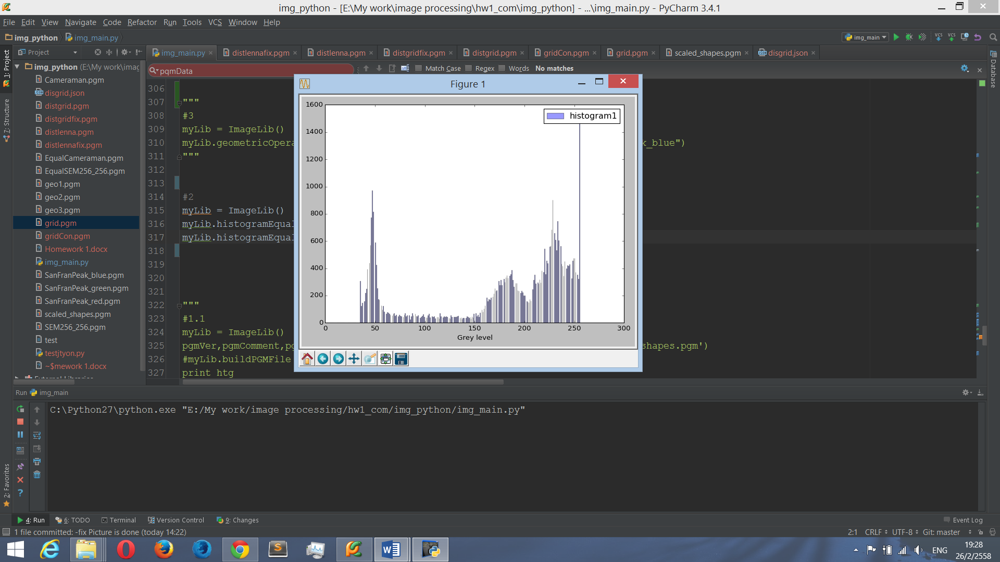 img_python - [E:\My work\image processing\hw1_com\img_python] - ...\img_main.py - PyCharm 3.4.1
File Edit View Navigate Code Refactor Run Tools VCS Window Help
img_python img_main.py
img_main
VCS VCS
Project
img_main.py distlennafix.pgm distlenna.pgm distgridfix.pgm distgrid.pgm gridCon.pgm grid.pgm scaled_shapes.pgm disgrid.json
pqmData Match Case Regex Words No matches
1: Project
Z: Structure
2: Favorites
Database
img_python (E:\My work\imag
Cameraman.pgm
disgrid.json
distgrid.pgm
distgridfix.pgm
distlenna.pgm
distlennafix.pgm
EqualCameraman.pgm
EqualSEM256_256.pgm
geo1.pgm
geo2.pgm
geo3.pgm
grid.pgm
gridCon.pgm
Homework 1.docx
img_main.py
SanFranPeak_blue.pgm
SanFranPeak_green.pgm
SanFranPeak_red.pgm
scaled_shapes.pgm
SEM256_256.pgm
test
testjtyon.py
~$mework 1.docx
306
307 """
308 #3
309 myLib = ImageLib()
310 myLib.geometricOpera k_blue")
311 """
312
313
314 #2
315 myLib = ImageLib()
316 myLib.histogramEqual
317 myLib.histogramEqual
318
319
320
321
322 """
323 #1.1
324 myLib = ImageLib()
325 pgmVer,pgmComment,pg shapes.pgm')
326 #myLib.buildPGMFile
327 print htg
Figure 1
histogram1
1600
1400
1200
1000
800
600
400
200
0
0 50 100 150 200 250 300
Grey level
Run img_main
C:\Python27\python.exe "E:/My work/image processing/hw1_com/img_python/img_main.py"
4: Run 6: TODO Terminal Version Control 9: Changes Event Log
1 file committed: -fix Picture is done (today 14:22) 2:1 CRLF UTF-8 Git: master
ENG
19:28
26/2/2558